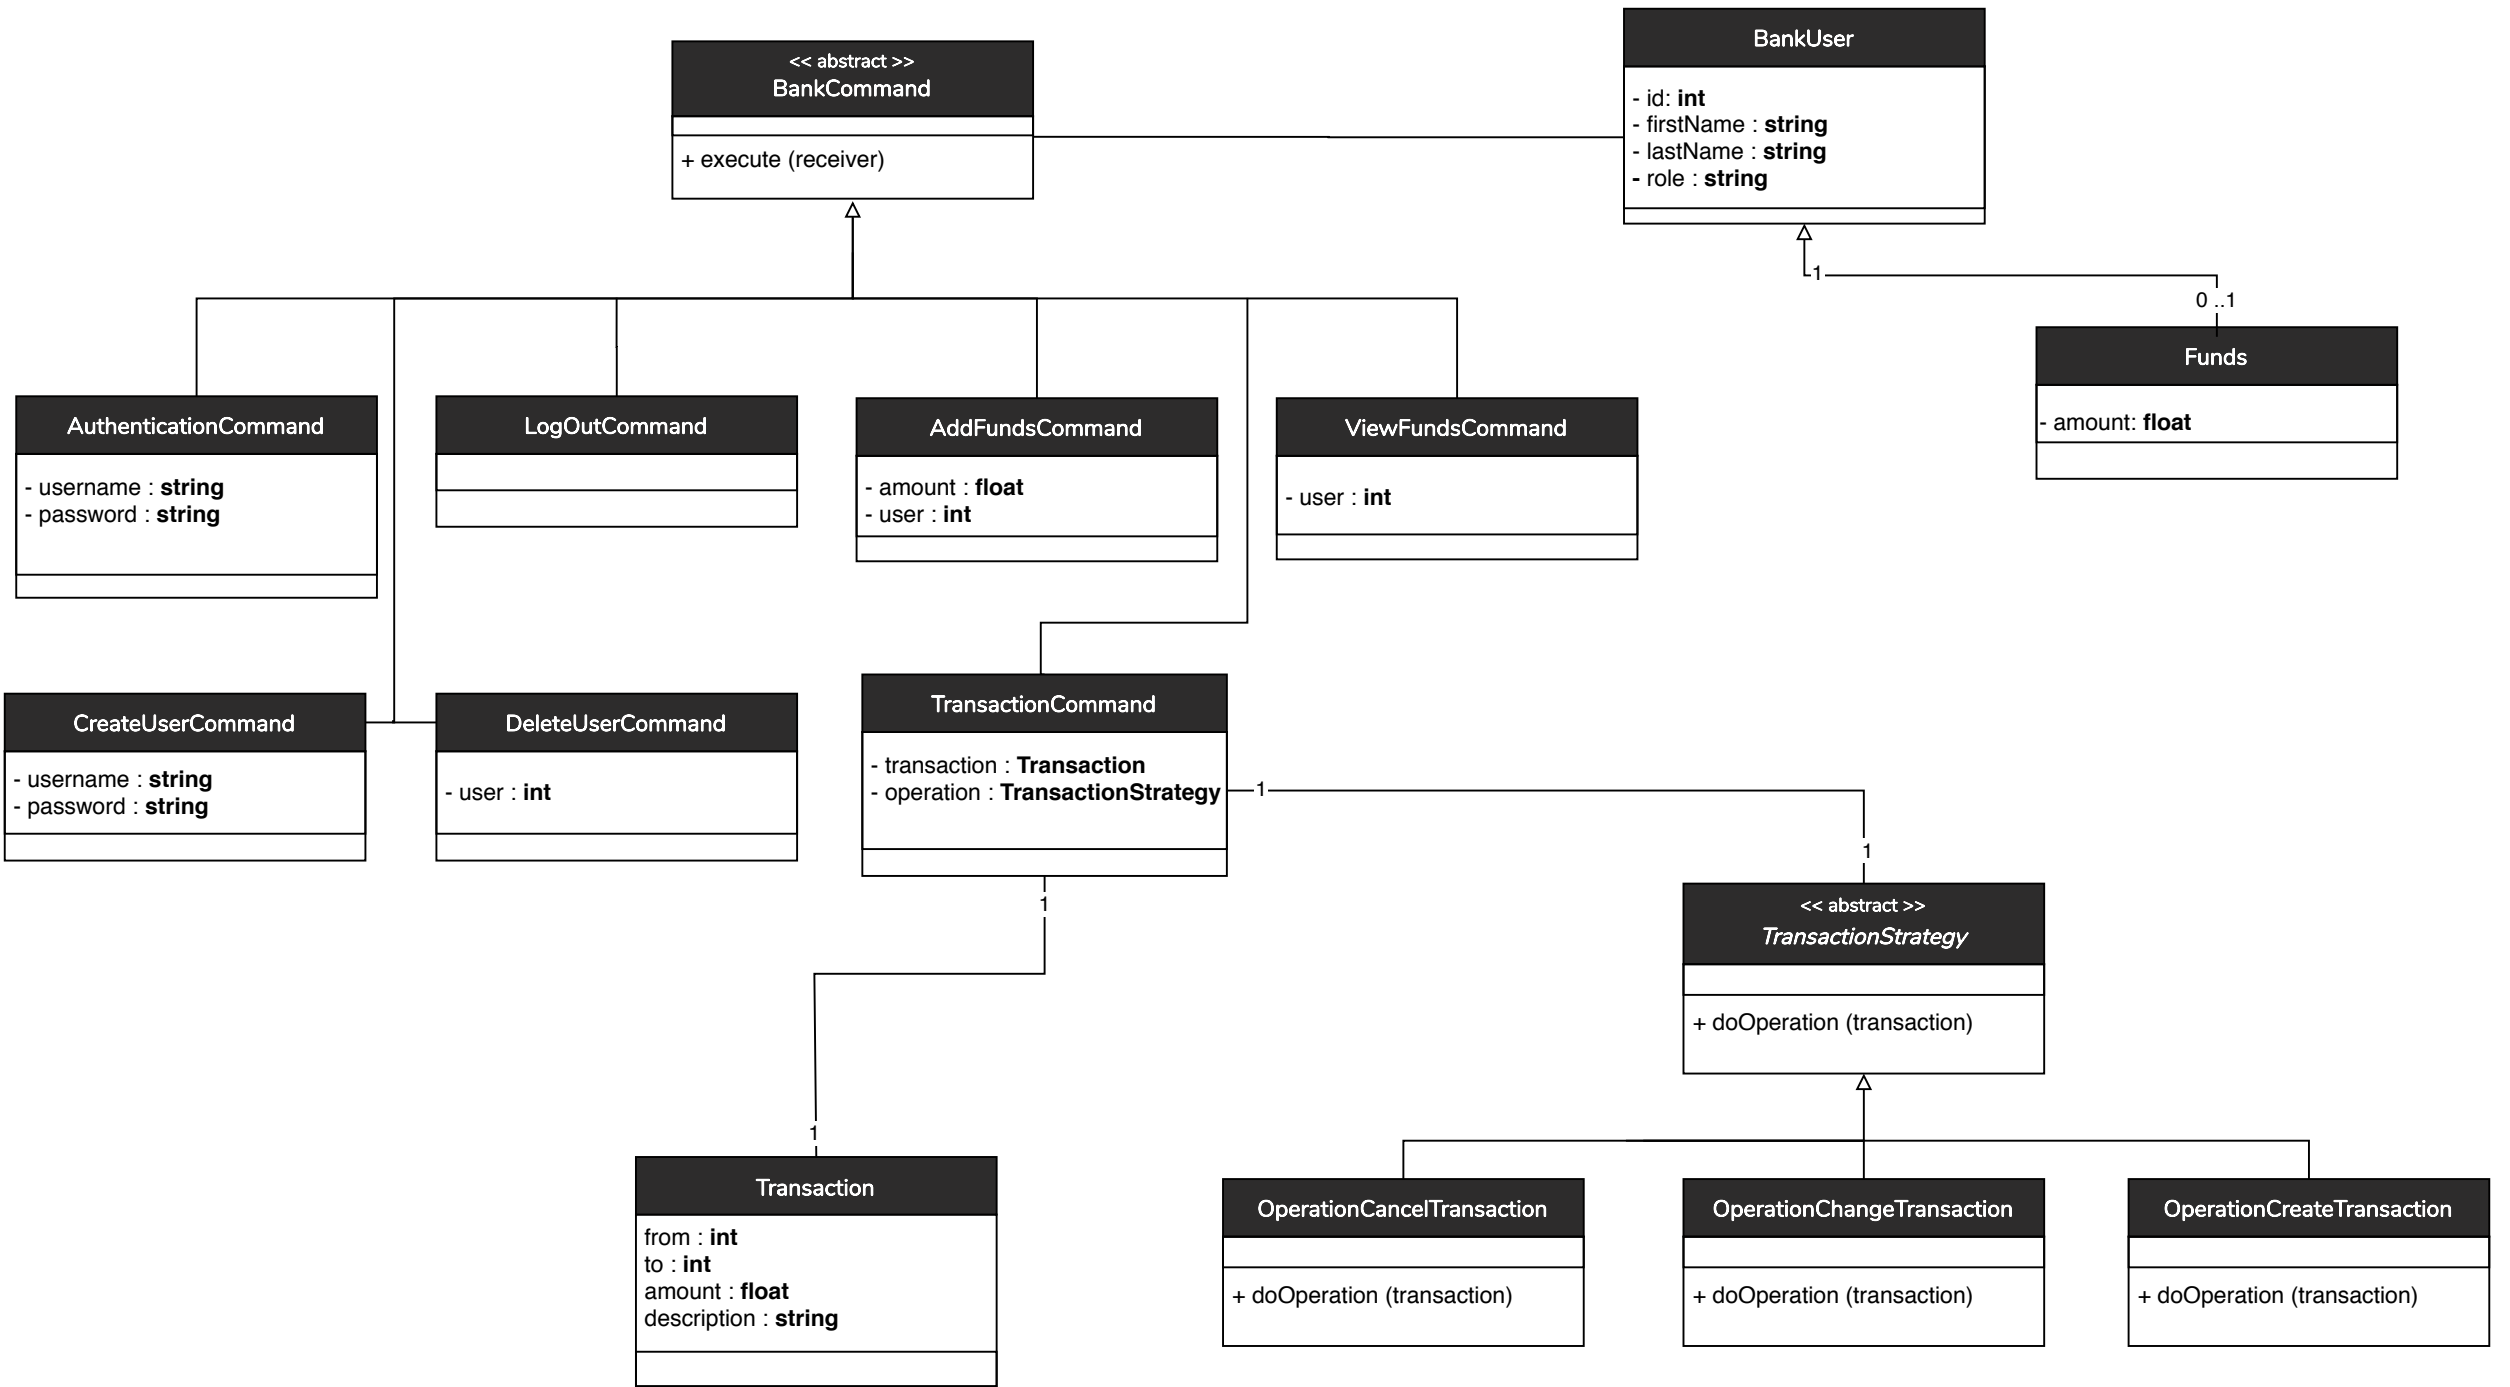 << abstract >>
BankCommand
+ execute (receiver)
BankUser
- id: int
- firstName : string
- lastName : string
- role : string
1
0 ..1
Funds
- amount: float
AuthenticationCommand
- username : string
- password : string
LogOutCommand
AddFundsCommand
- amount : float
- user : int
ViewFundsCommand
- user : int
CreateUserCommand
- username : string
- password : string
DeleteUserCommand
- user : int
TransactionCommand
- transaction : Transaction
- operation : TransactionStrategy
1
1
1
1
<< abstract >>
TransactionStrategy
+ doOperation (transaction)
Transaction
from : int
to : int
amount : float
description : string
OperationCancelTransaction
+ doOperation (transaction)
OperationChangeTransaction
+ doOperation (transaction)
OperationCreateTransaction
+ doOperation (transaction)